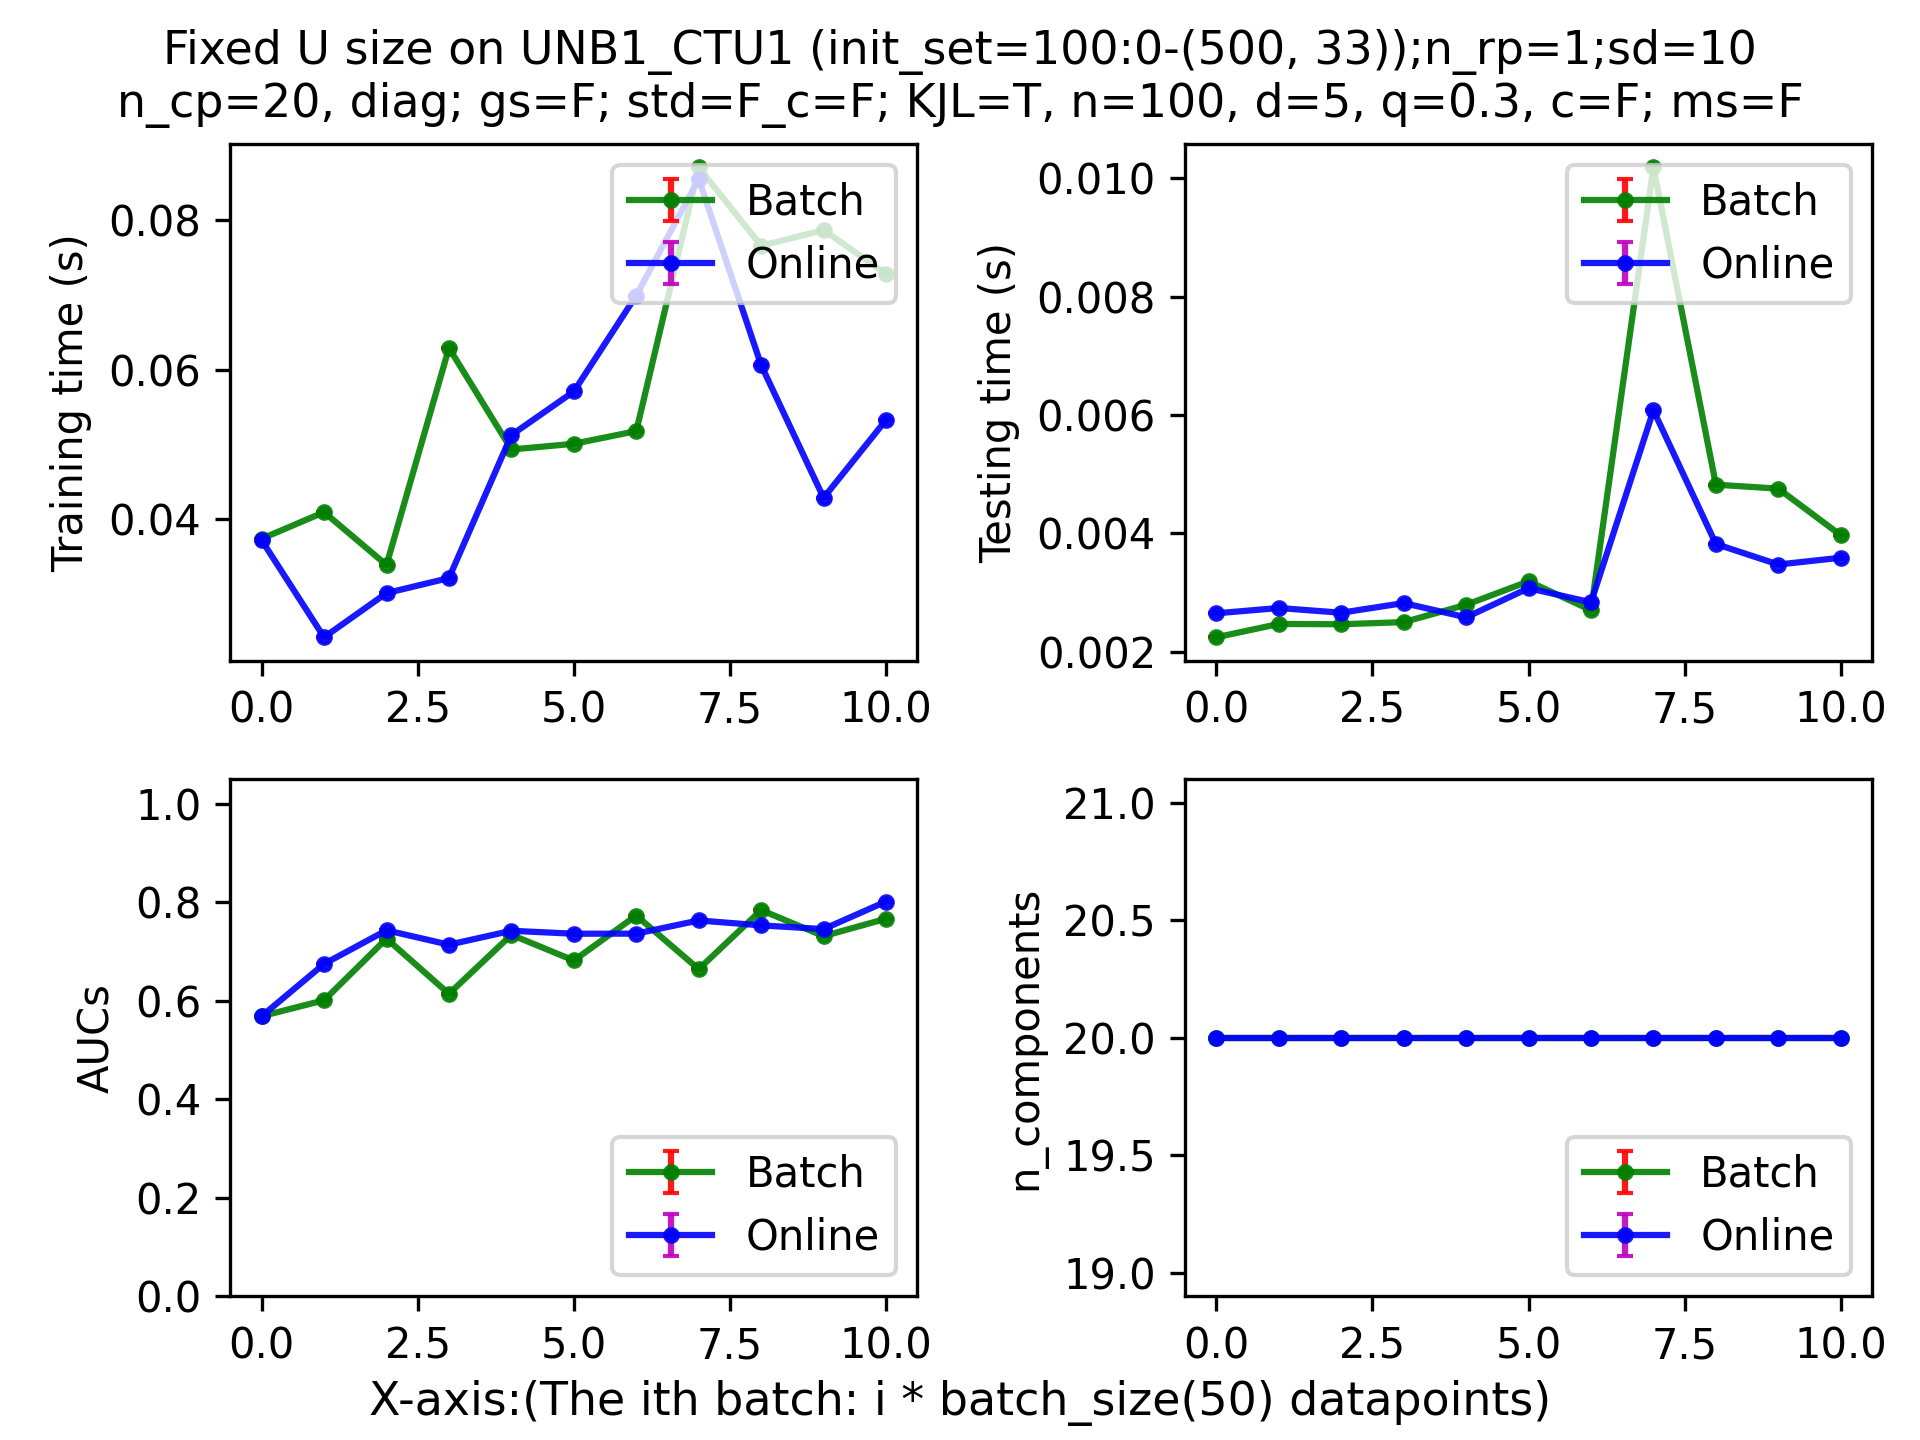 Fixed U size on UNB1_CTU1 (init_set=100:0-(500, 33));n_rp=1;sd=10
n_cp=20, diag; gs=F; std=F_c=F; KJL=T, n=100, d=5, q=0.3, c=F; ms=F
Training time (s)
0.08
0.06
0.04
0.0 2.5 5.0 7.5 10.0
Batch
Online
Testing time (s)
0.010
0.008
0.006
0.004
0.002
0.0 2.5 5.0 7.5 10.0
Batch
Online
AUCs
1.0
0.8
0.6
0.4
0.2
0.0
0.0 2.5 5.0 7.5 10.0
Batch
Online
n_components
21.0
20.5
20.0
19.5
19.0
0.0 2.5 5.0 7.5 10.0
Batch
Online
X-axis:(The ith batch: i * batch_size(50) datapoints)